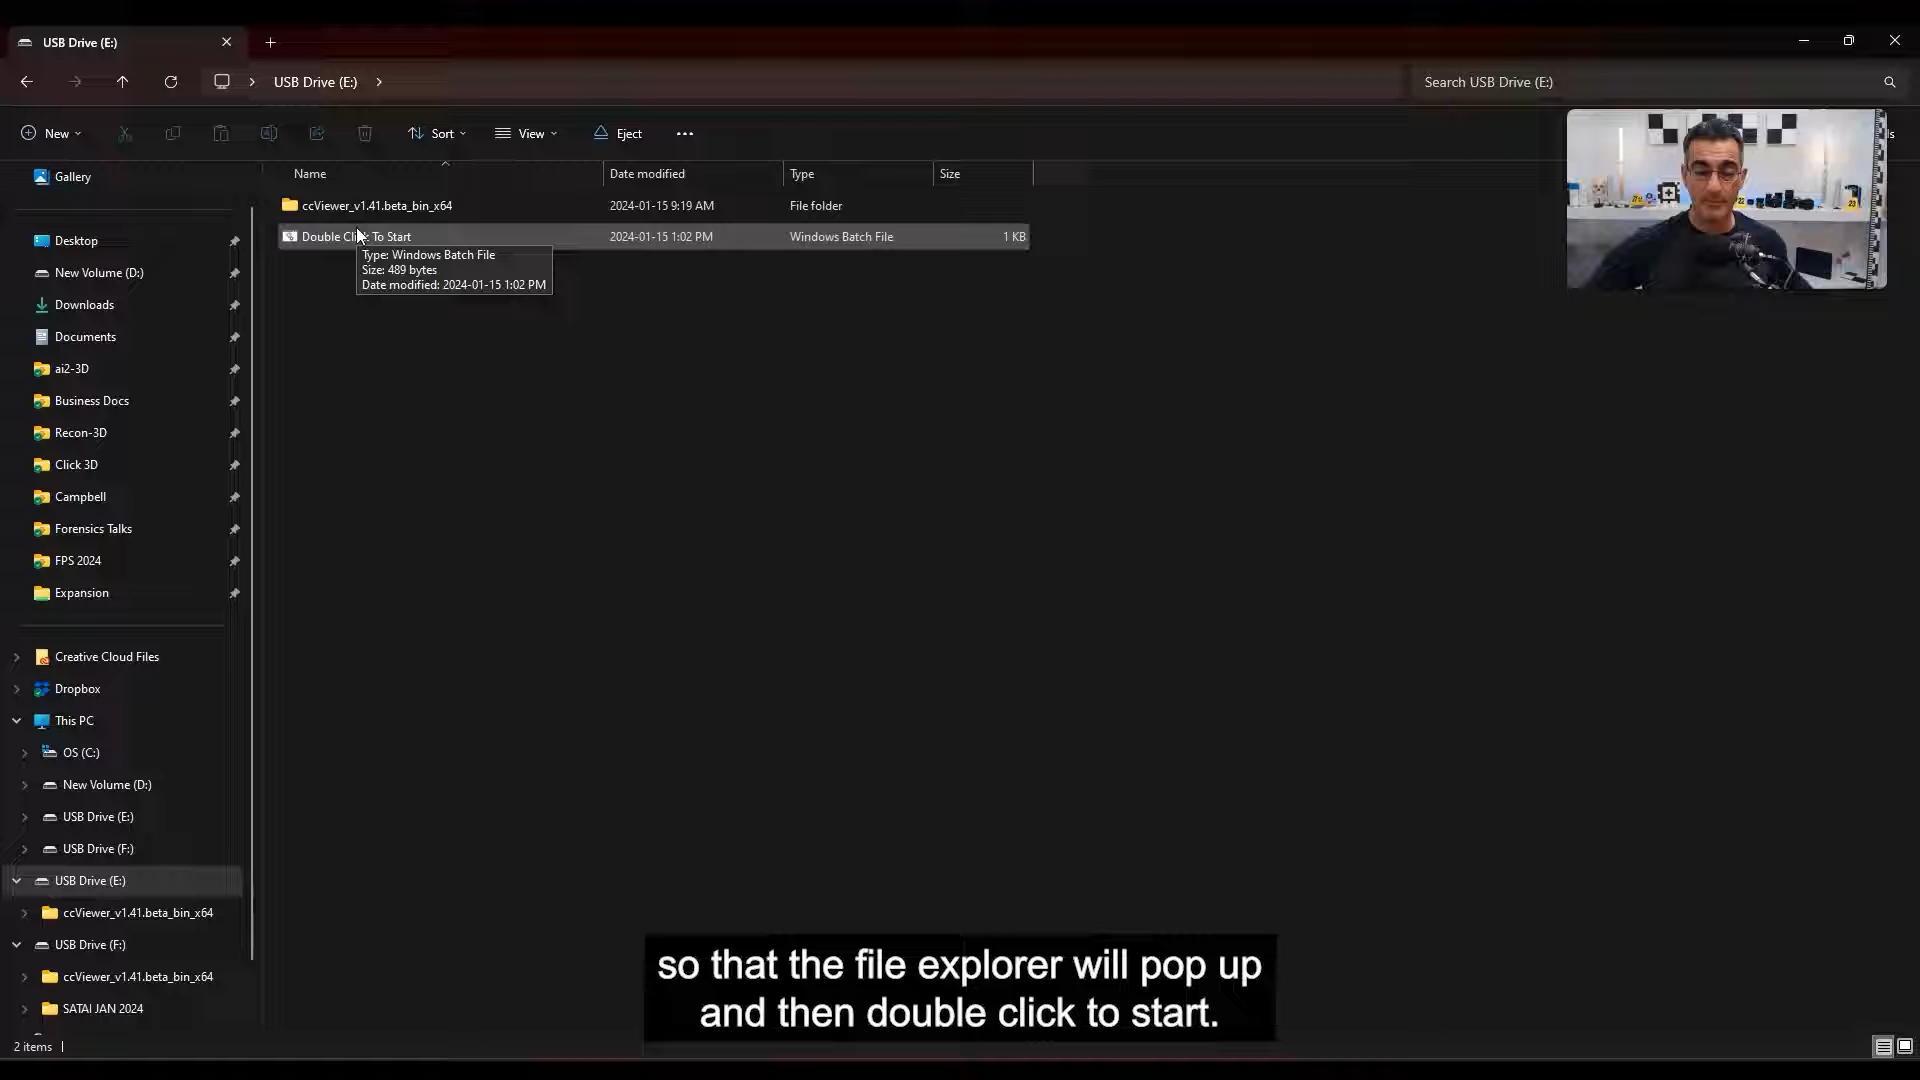 USB Drive (E:)
USB Drive (E:)
Search USB Drive (E:)
New
Sort
View
Eject
ls
Gallery
Desktop
New Volume (D:)
Downloads
Documents
ai2-3D
Business Docs
Recon-3D
Click 3D
Campbell
Forensics Talks
FPS 2024
Expansion
Creative Cloud Files
Dropbox
This PC
OS (C:)
New Volume (D:)
USB Drive (E:)
USB Drive (F:)
USB Drive (E:)
ccViewer_v1.41.beta_bin_x64
USB Drive (F:)
ccViewer_v1.41.beta_bin_x64
SATAI JAN 2024
Name Date modified Type Size
ccViewer_v1.41.beta_bin_x64 2024-01-15 9:19 AM File folder
Double Click To Start 2024-01-15 1:02 PM Windows Batch File 1 KB
Type: Windows Batch File
Size: 489 bytes
Date modified: 2024-01-15 1:02 PM
22
23
so that the file explorer will pop up
and then double click to start.
2 items